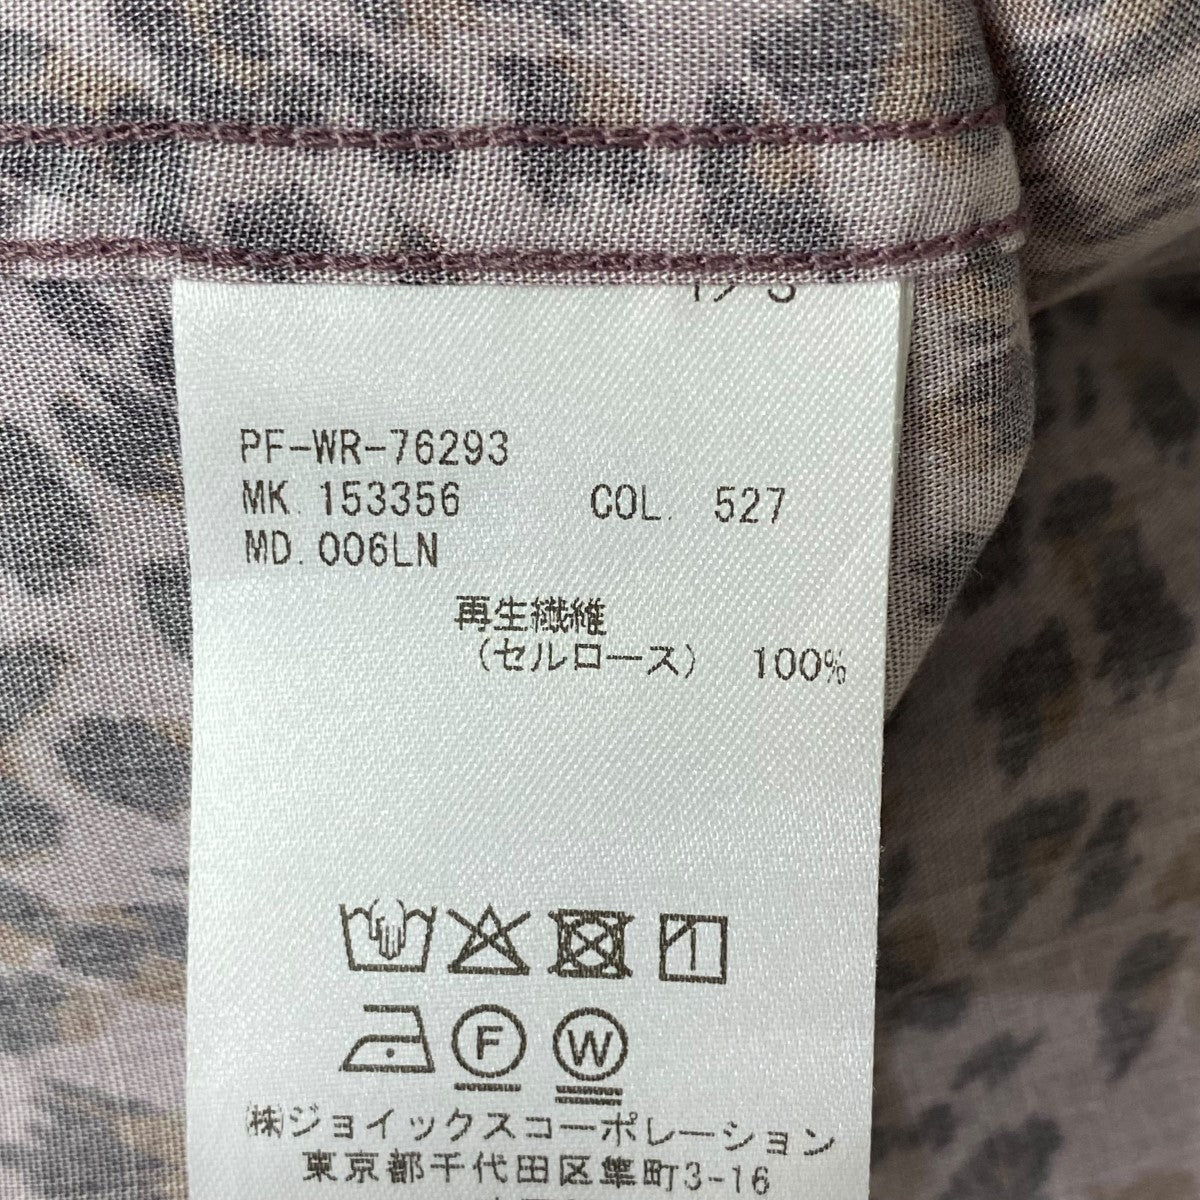 PF-WR-76293
MK. 153356 COL. 527
MD. 006LN
再生繊維
(セルロース) 100%
1
F W
(株)ジョイックスコーポレーション
東京都千代田区隼町3-16